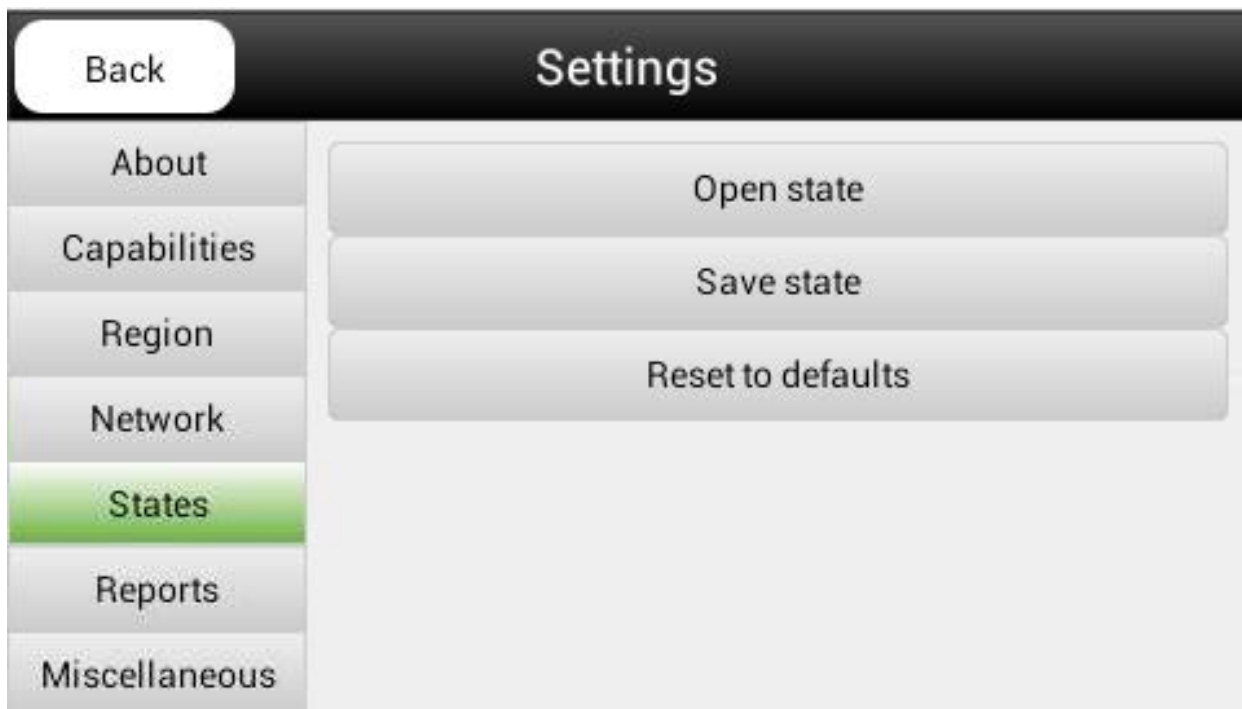 Back
Settings
About
Capabilities
Region
Network
States
Reports
Miscellaneous
Open state
Save state
Reset to defaults